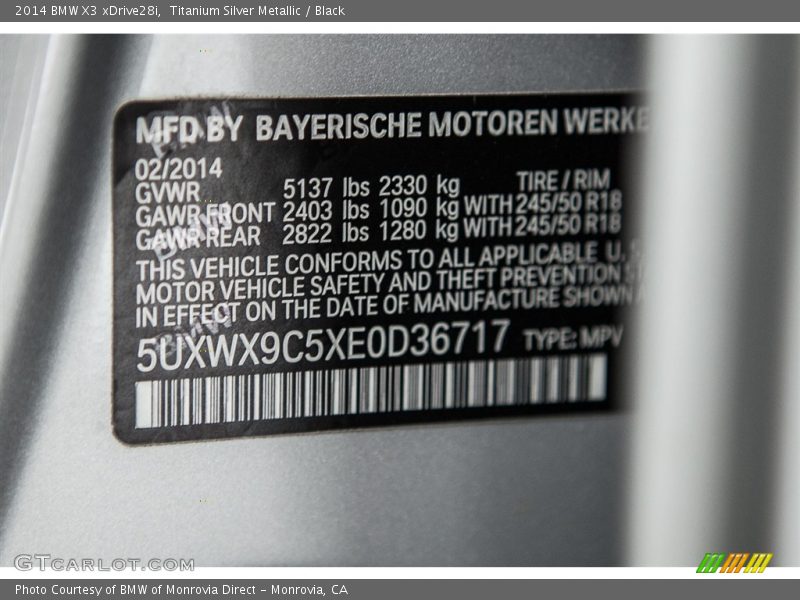 2014 BMW X3 xDrive28i, Titanium Silver Metallic / Black
MFD BY BAYERISCHE MOTOREN WERKE
02/2014
GVWR 5137 lbs 2330 kg TIRE / RIM
GAWR FRONT 2403 lbs 1090 kg WITH 245/50 R18
GAWR REAR 2822 lbs 1280 kg WITH 245/50 R18
THIS VEHICLE CONFORMS TO ALL APPLICABLE U.
MOTOR VEHICLE SAFETY AND THEFT PREVENTION
IN EFFECT ON THE DATE OF MANUFACTURE SHOWN
5UXWX9C5XE0D36717 TYPE: MPV
GTCARLOT.COM
Photo Courtesy of BMW of Monrovia Direct – Monrovia, CA